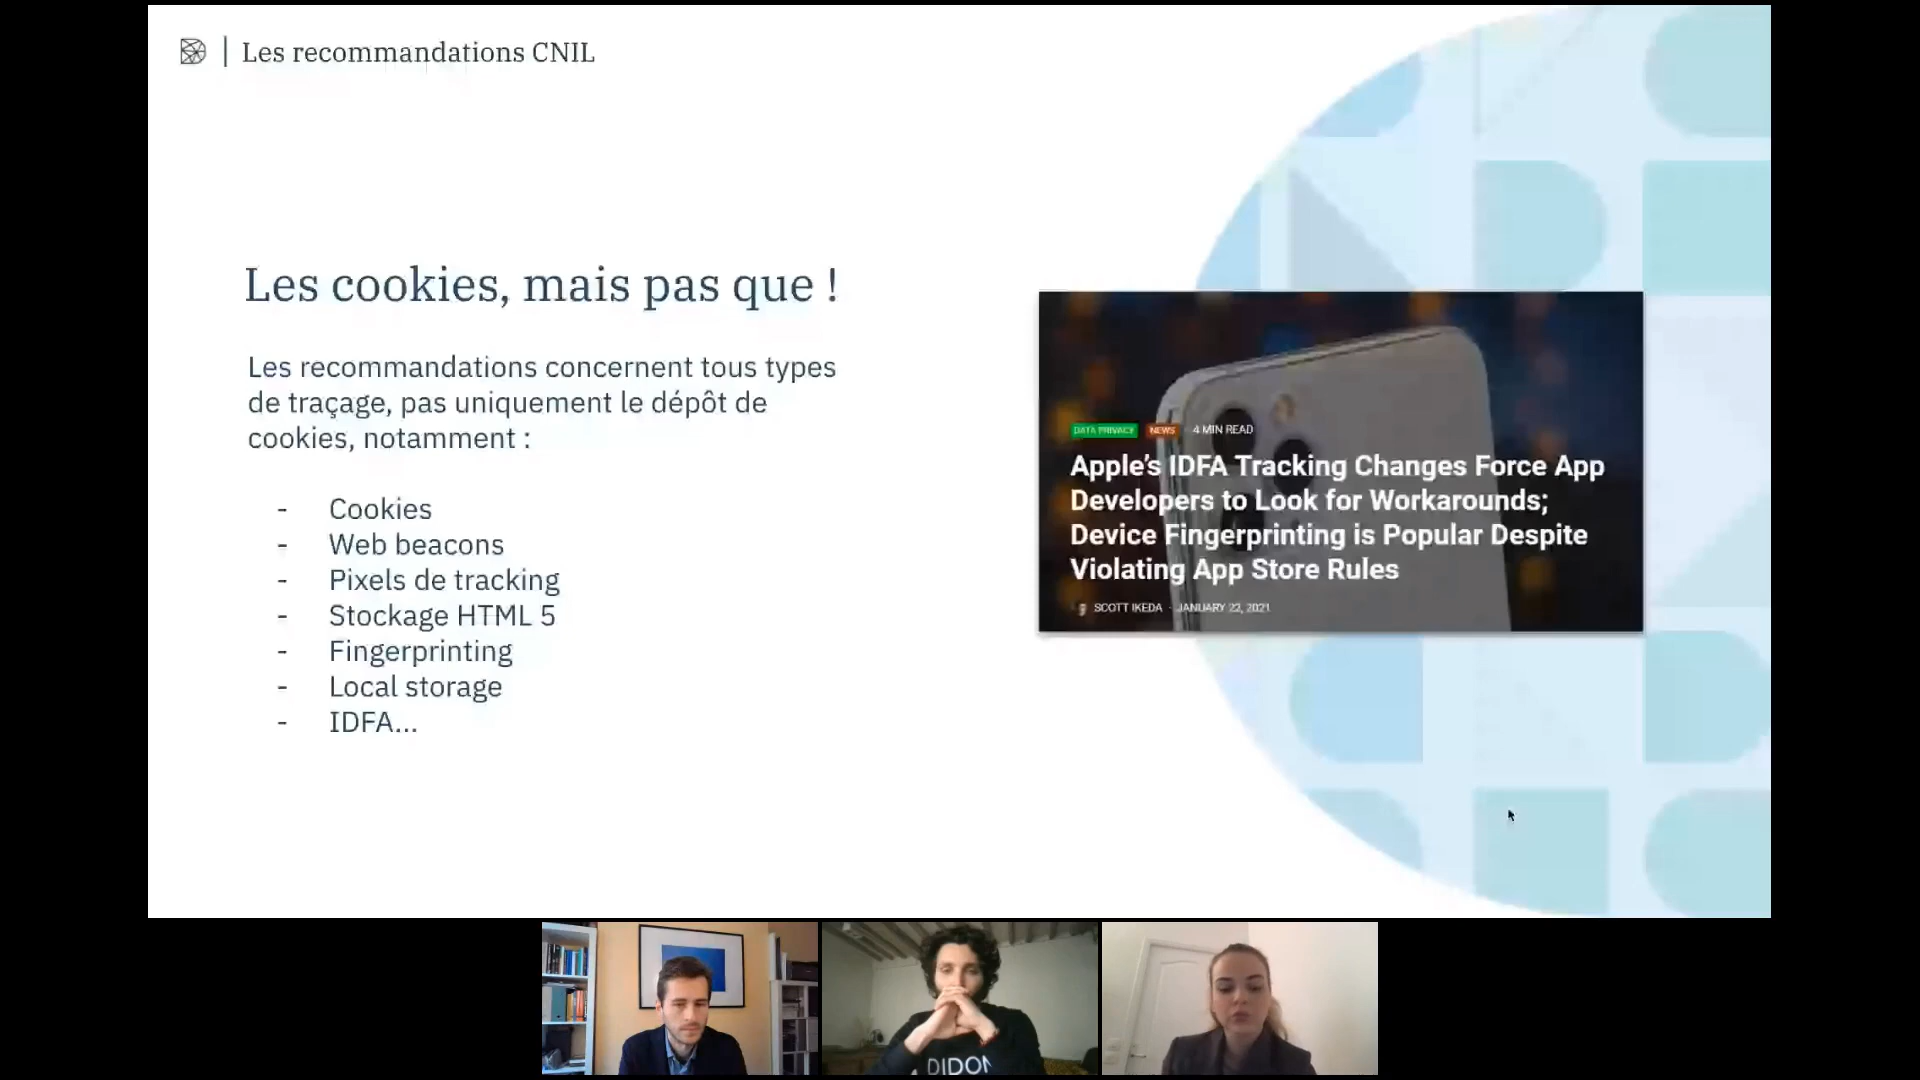 Les recommandations CNIL
Les cookies, mais pas que !
Les recommandations concernent tous types
de traçage, pas uniquement le dépôt de
cookies, notamment :
- Cookies
- Web beacons
- Pixels de tracking
- Stockage HTML 5
- Fingerprinting
- Local storage
- IDFA...
DATA PRIVACY NEWS · 4 MIN READ
Apple's IDFA Tracking Changes Force App
Developers to Look for Workarounds;
Device Fingerprinting is Popular Despite
Violating App Store Rules
SCOTT IKEDA · JANUARY 22, 2021
DIDON